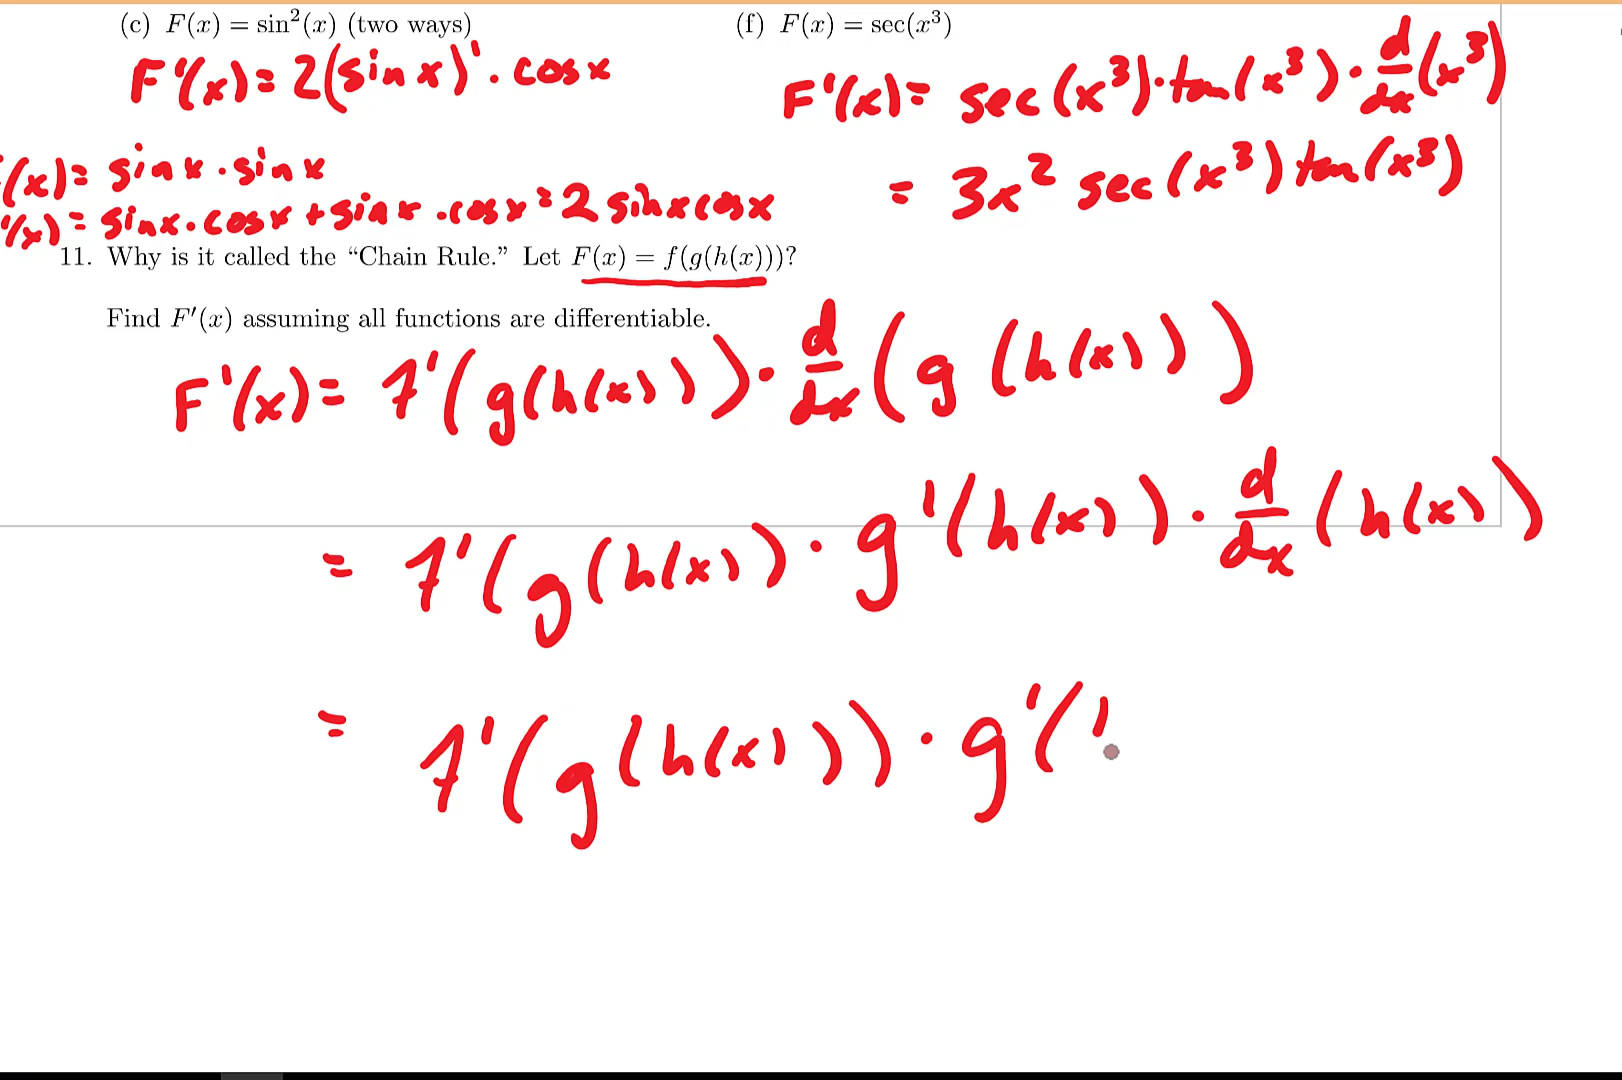 (c) F(x) = sin²(x) (two ways)
F'(x) = 2(sin x)¹ · cos x
(x) = sin x · sin x
'(x) = sin x · cos x + sin x · cos x = 2 sin x cos x
(f) F(x) = sec(x³)
F'(x) = sec(x³) · tan(x³) · d/dx (x³)
= 3x² sec(x³) tan(x³)
11. Why is it called the “Chain Rule.” Let F(x) = f(g(h(x)))?
Find F′(x) assuming all functions are differentiable.
F'(x) = f'(g(h(x))) · d/dx (g(h(x)))
= f'(g(h(x)) · g'(h(x)) · d/dx (h(x))
= f'(g(h(x))) · g'(